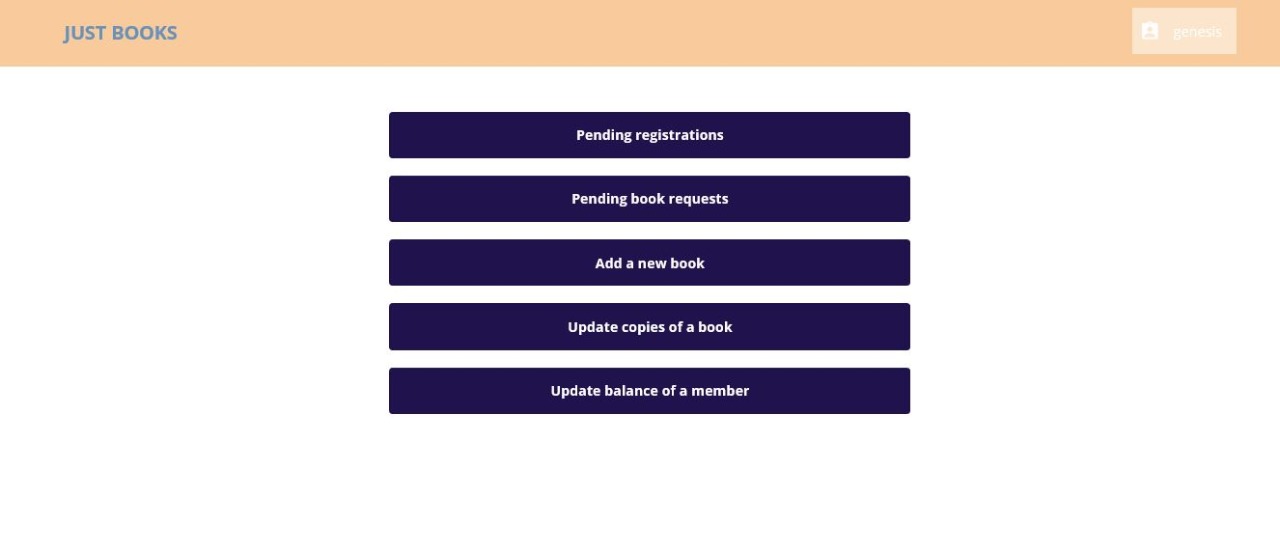 JUST BOOKS
genesis
Pending registrations
Pending book requests
Add a new book
Update copies of a book
Update balance of a member